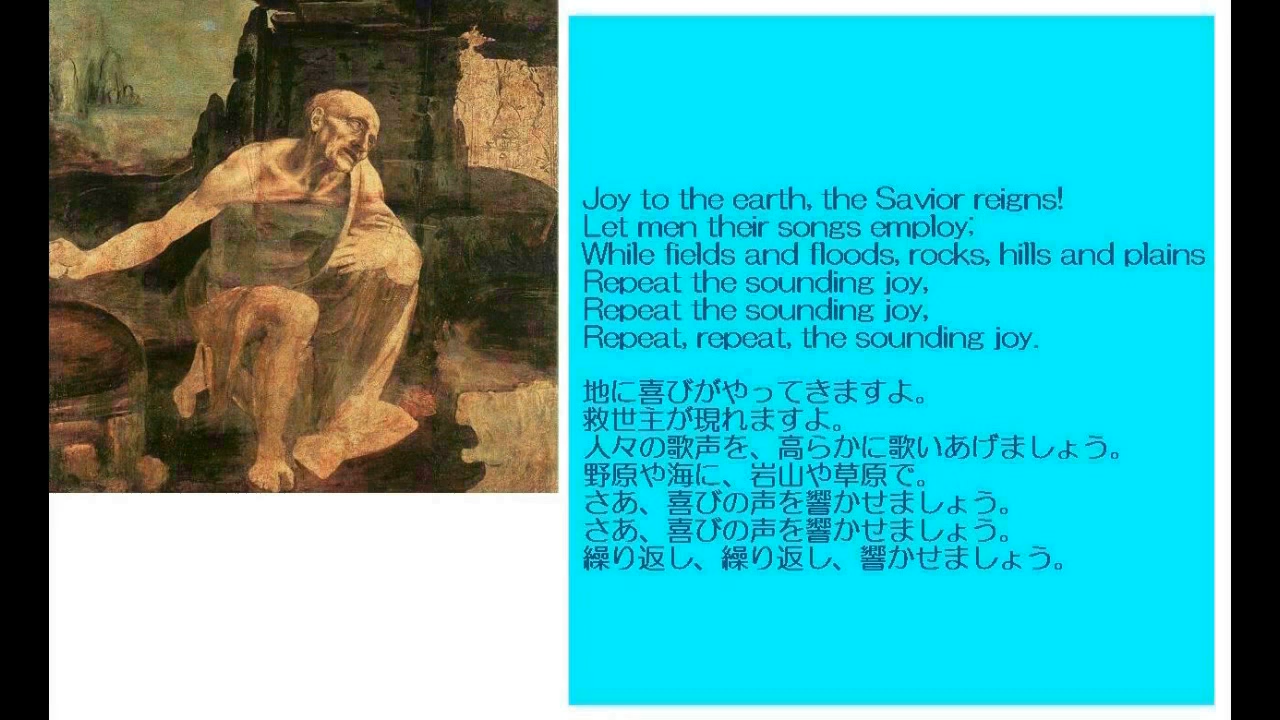 Joy to the earth, the Savior reigns!
Let men their songs employ;
While fields and floods, rocks, hills and plains
Repeat the sounding joy,
Repeat the sounding joy,
Repeat, repeat, the sounding joy.
地に喜びがやってきますよ。
救世主が現れますよ。
人々の歌声を、高らかに歌いあげましょう。
野原や海に、岩山や草原で。
さあ、喜びの声を響かせましょう。
さあ、喜びの声を響かせましょう。
繰り返し、繰り返し、響かせましょう。